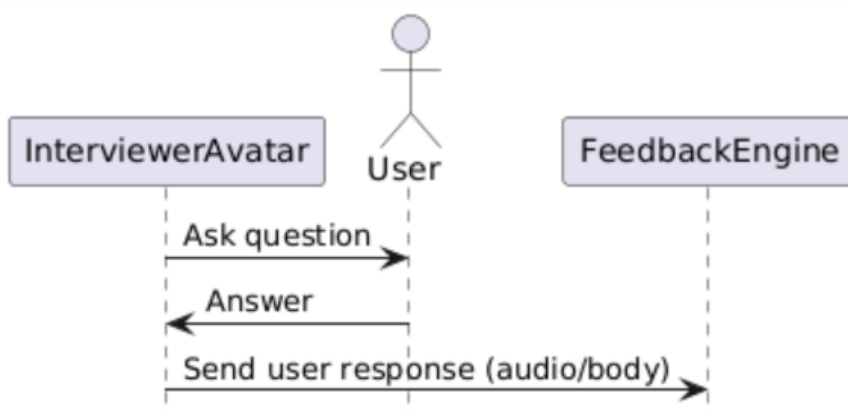 InterviewerAvatar
User
FeedbackEngine
Ask question
Answer
Send user response (audio/body)